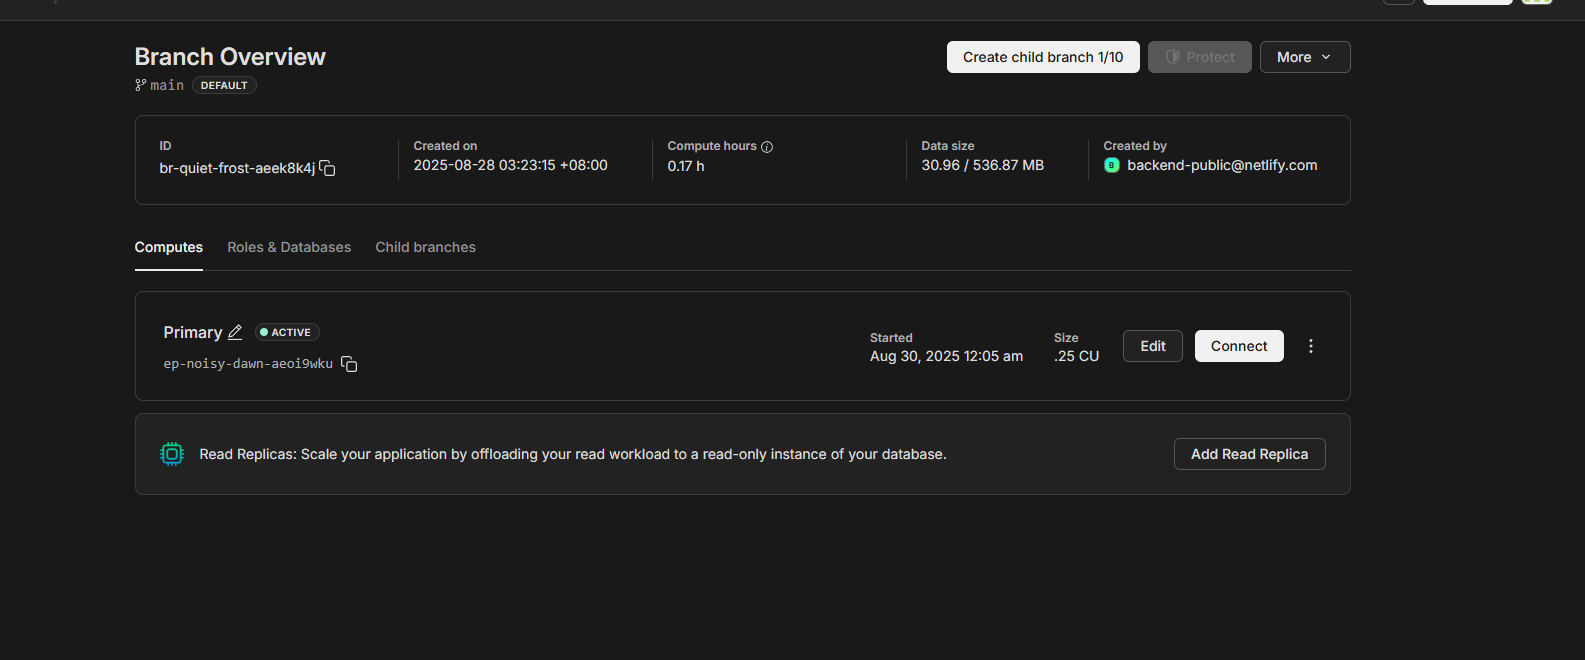 Branch Overview
Create child branch 1/10
Protect
More
main
DEFAULT
ID
Created on
Compute hours
Data size
Created by
br-quiet-frost-aeek8k4j
2025-08-28 03:23:15 +08:00
0.17 h
30.96 / 536.87 MB
B
backend-public@netlify.com
Computes
Roles & Databases
Child branches
Primary
ACTIVE
ep-noisy-dawn-aeoi9wku
Started
Aug 30, 2025 12:05 am
Size
.25 CU
Edit
Connect
Read Replicas: Scale your application by offloading your read workload to a read-only instance of your database.
Add Read Replica